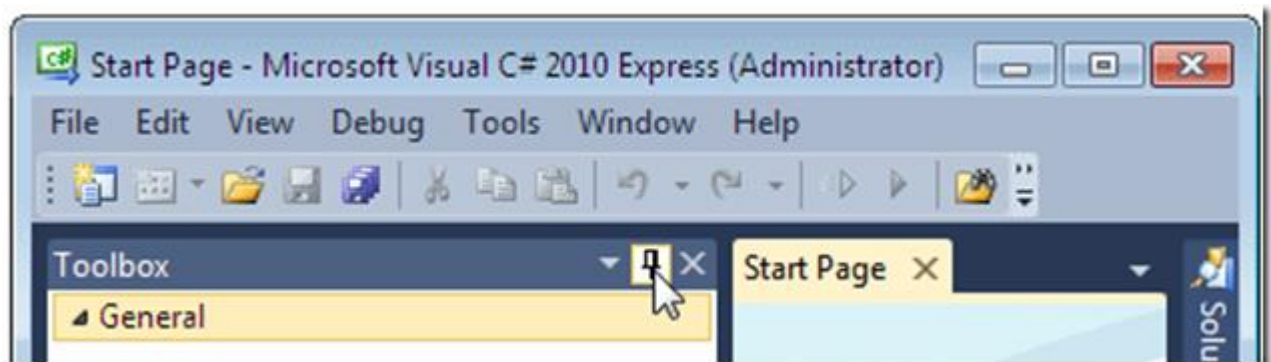 Start Page - Microsoft Visual C# 2010 Express (Administrator)
File Edit View Debug Tools Window Help
Toolbox
Start Page
General